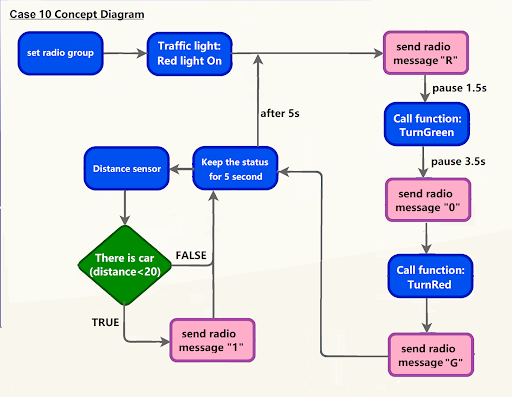 Case 10 Concept Diagram
set radio group
Traffic light:
Red light On
send radio
message "R"
pause 1.5s
Call function:
TurnGreen
pause 3.5s
send radio
message "0"
Call function:
TurnRed
send radio
message "G"
after 5s
Keep the status
for 5 second
Distance sensor
There is car
(distance<20)
FALSE
TRUE
send radio
message "1"